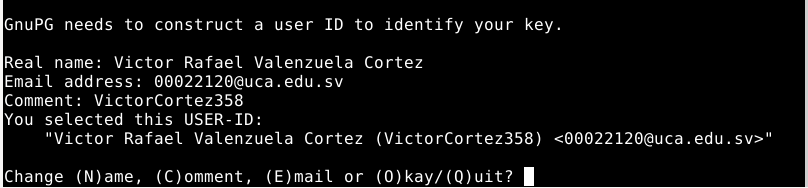 GnuPG needs to construct a user ID to identify your key.
Real name: Victor Rafael Valenzuela Cortez
Email address: 00022120@uca.edu.sv
Comment: VictorCortez358
You selected this USER-ID:
"Victor Rafael Valenzuela Cortez (VictorCortez358) <00022120@uca.edu.sv>"
Change (N)ame, (C)omment, (E)mail or (O)kay/(Q)uit?